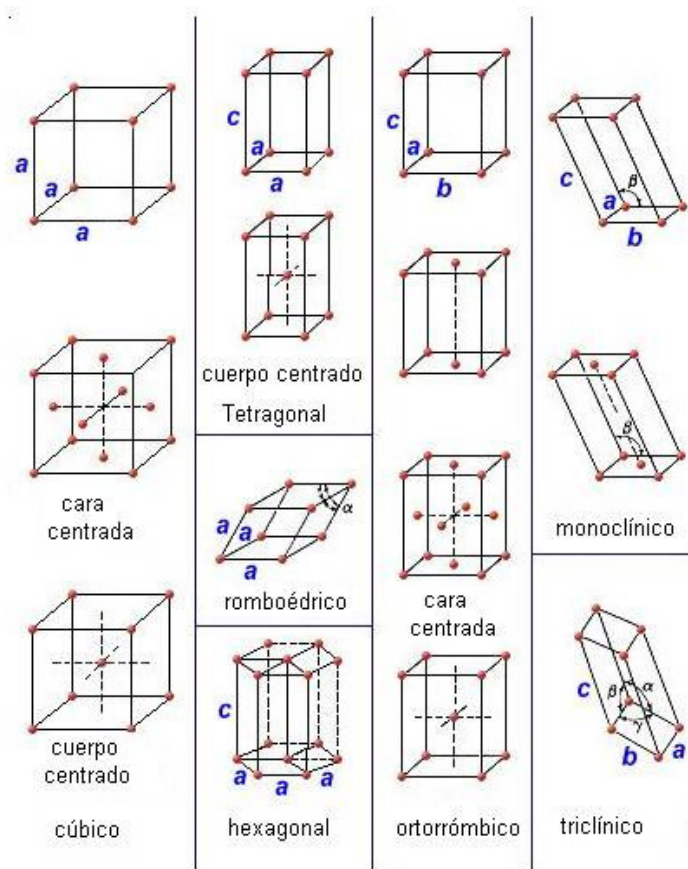 a
a
a
cara
centrada
cuerpo
centrado
cúbico
c
a
a
cuerpo centrado
Tetragonal
α
a
a
a
romboédrico
c
a
a
a
hexagonal
c
a
b
cara
centrada
ortorrómbico
c
a
β
b
β
monoclínico
c
β
α
γ
b
a
triclínico